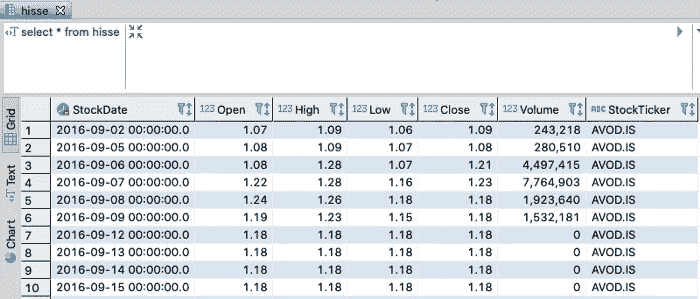 hisse
select * from hisse
Grid
Text
Chart
StockDate 123 Open 123 High 123 Low 123 Close 123 Volume ABC StockTicker
1 2016-09-02 00:00:00.0 1.07 1.09 1.06 1.09 243,218 AVOD.IS
2 2016-09-05 00:00:00.0 1.08 1.09 1.07 1.08 280,510 AVOD.IS
3 2016-09-06 00:00:00.0 1.08 1.28 1.07 1.21 4,497,415 AVOD.IS
4 2016-09-07 00:00:00.0 1.22 1.28 1.16 1.23 7,764,903 AVOD.IS
5 2016-09-08 00:00:00.0 1.24 1.26 1.18 1.18 1,923,640 AVOD.IS
6 2016-09-09 00:00:00.0 1.19 1.23 1.15 1.18 1,532,181 AVOD.IS
7 2016-09-12 00:00:00.0 1.18 1.18 1.18 1.18 0 AVOD.IS
8 2016-09-13 00:00:00.0 1.18 1.18 1.18 1.18 0 AVOD.IS
9 2016-09-14 00:00:00.0 1.18 1.18 1.18 1.18 0 AVOD.IS
10 2016-09-15 00:00:00.0 1.18 1.18 1.18 1.18 0 AVOD.IS